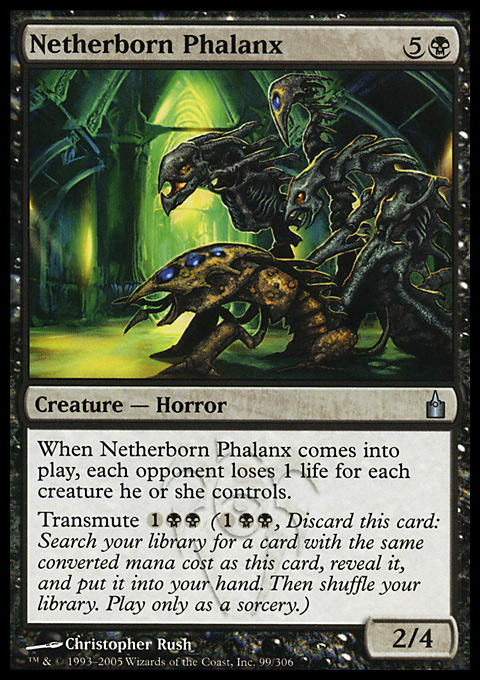 Netherborn Phalanx 5
Creature — Horror
When Netherborn Phalanx comes into
play, each opponent loses 1 life for each
creature he or she controls.
Transmute 1 (1, Discard this card:
Search your library for a card with the same
converted mana cost as this card, reveal it,
and put it into your hand. Then shuffle your
library. Play only as a sorcery.)
Christopher Rush
2/4
™ & © 1993–2005 Wizards of the Coast, Inc. 99/306